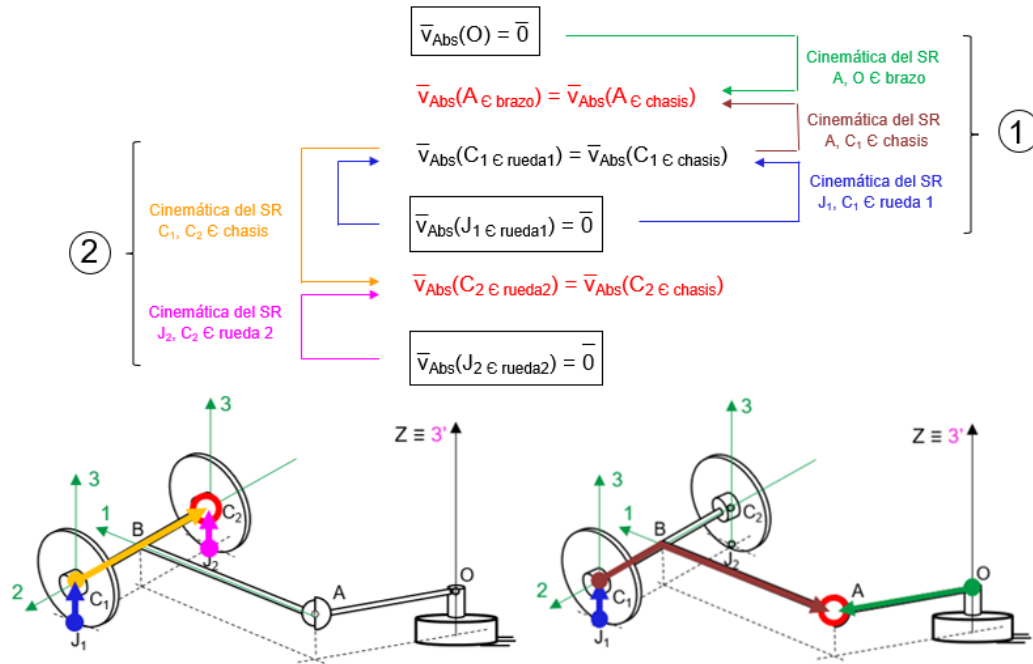 v̅Abs(O) = 0̅
Cinemática del SR
A, O Є brazo
v̅Abs(A Є brazo) = v̅Abs(A Є chasis)
Cinemática del SR
A, C₁ Є chasis
1
v̅Abs(C₁ Є rueda1) = v̅Abs(C₁ Є chasis)
Cinemática del SR
J₁, C₁ Є rueda 1
Cinemática del SR
C₁, C₂ Є chasis
v̅Abs(J₁ Є rueda1) = 0̅
2
v̅Abs(C₂ Є rueda2) = v̅Abs(C₂ Є chasis)
Cinemática del SR
J₂, C₂ Є rueda 2
v̅Abs(J₂ Є rueda2) = 0̅
3
Z ≡ 3'
3
C₂
1
B
J₂
2
C₁
A
O
J₁
3
Z ≡ 3'
3
C₂
1
B
J₂
2
C₁
A
O
J₁